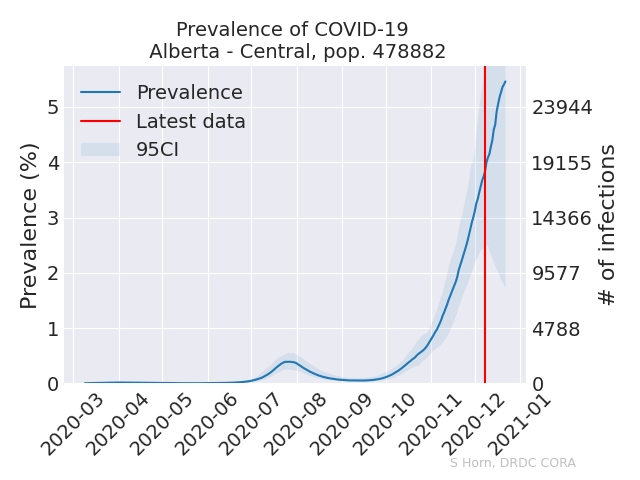 Prevalence of COVID-19
Alberta - Central, pop. 478882
Prevalence
Latest data
95CI
Prevalence (%)
5
4
3
2
1
0
23944
19155
14366
9577
4788
0
# of infections
2020-03
2020-04
2020-05
2020-06
2020-07
2020-08
2020-09
2020-10
2020-11
2020-12
2021-01
S Horn, DRDC CORA